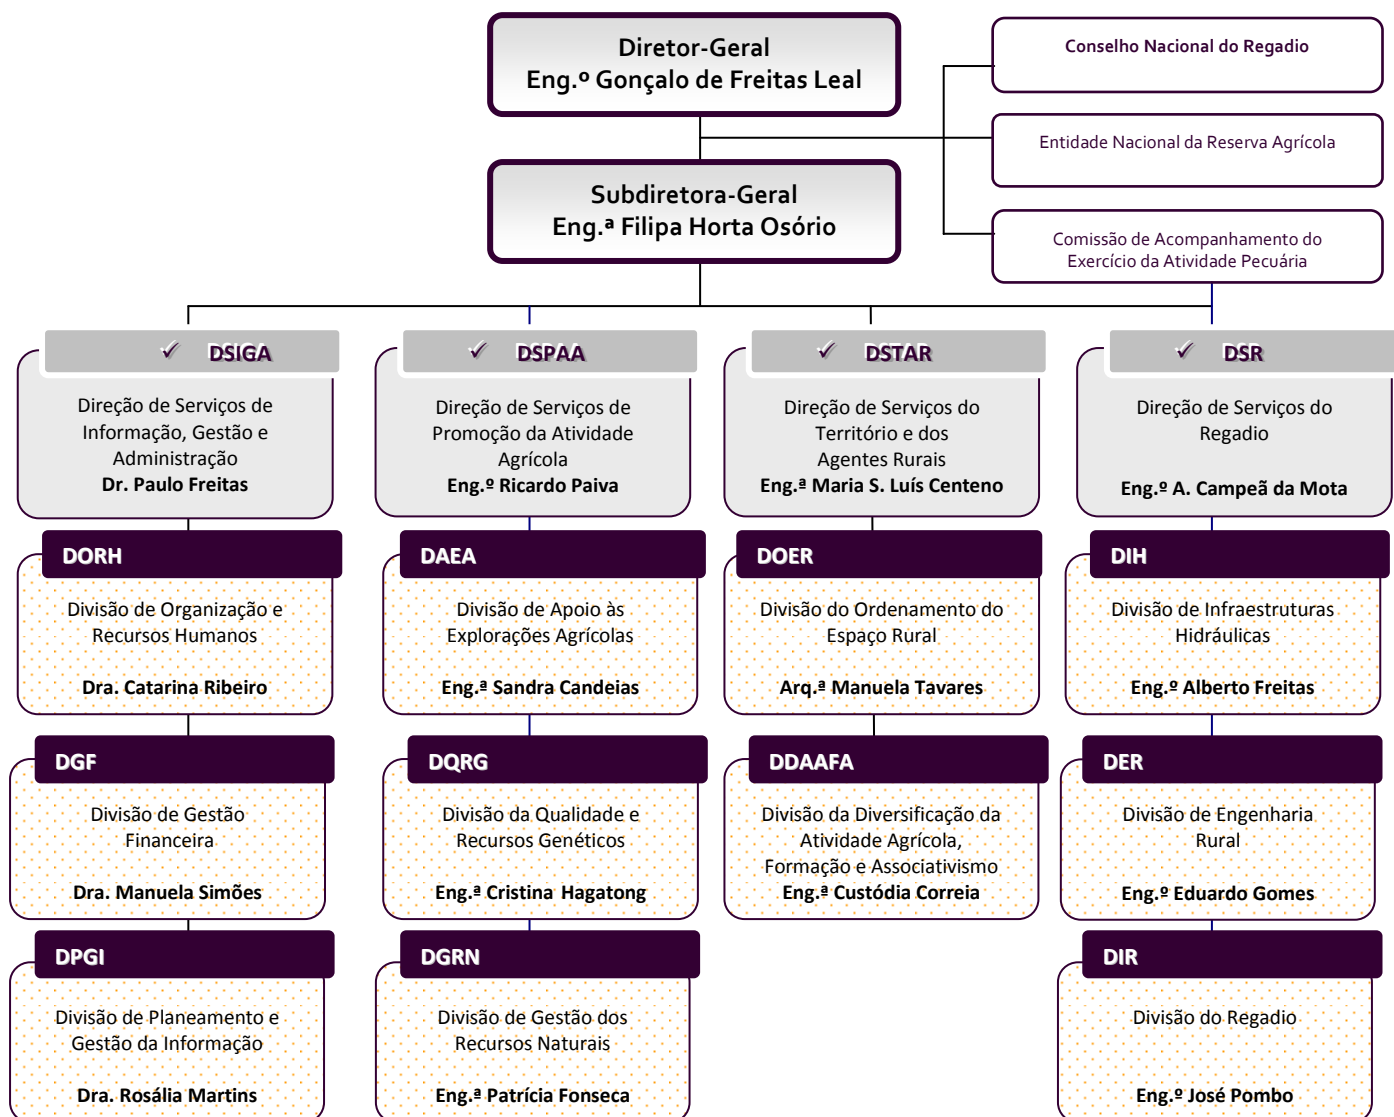 Diretor-Geral
Eng.º Gonçalo de Freitas Leal
Conselho Nacional do Regadio
Entidade Nacional da Reserva Agrícola
Subdiretora-Geral
Eng.ª Filipa Horta Osório
Comissão de Acompanhamento do
Exercício da Atividade Pecuária
✓ DSIGA
Direção de Serviços de
Informação, Gestão e
Administração
Dr. Paulo Freitas
✓ DSPAA
Direção de Serviços de
Promoção da Atividade
Agrícola
Eng.º Ricardo Paiva
✓ DSTAR
Direção de Serviços do
Território e dos
Agentes Rurais
Eng.ª Maria S. Luís Centeno
✓ DSR
Direção de Serviços do
Regadio
Eng.º A. Campeã da Mota
DORH
Divisão de Organização e
Recursos Humanos
Dra. Catarina Ribeiro
DAEA
Divisão de Apoio às
Explorações Agrícolas
Eng.ª Sandra Candeias
DOER
Divisão do Ordenamento do
Espaço Rural
Arq.ª Manuela Tavares
DIH
Divisão de Infraestruturas
Hidráulicas
Eng.º Alberto Freitas
DGF
Divisão de Gestão
Financeira
Dra. Manuela Simões
DQRG
Divisão da Qualidade e
Recursos Genéticos
Eng.ª Cristina Hagatong
DDAAFA
Divisão da Diversificação da
Atividade Agrícola,
Formação e Associativismo
Eng.ª Custódia Correia
DER
Divisão de Engenharia
Rural
Eng.º Eduardo Gomes
DPGI
Divisão de Planeamento e
Gestão da Informação
Dra. Rosália Martins
DGRN
Divisão de Gestão dos
Recursos Naturais
Eng.ª Patrícia Fonseca
DIR
Divisão do Regadio
Eng.º José Pombo